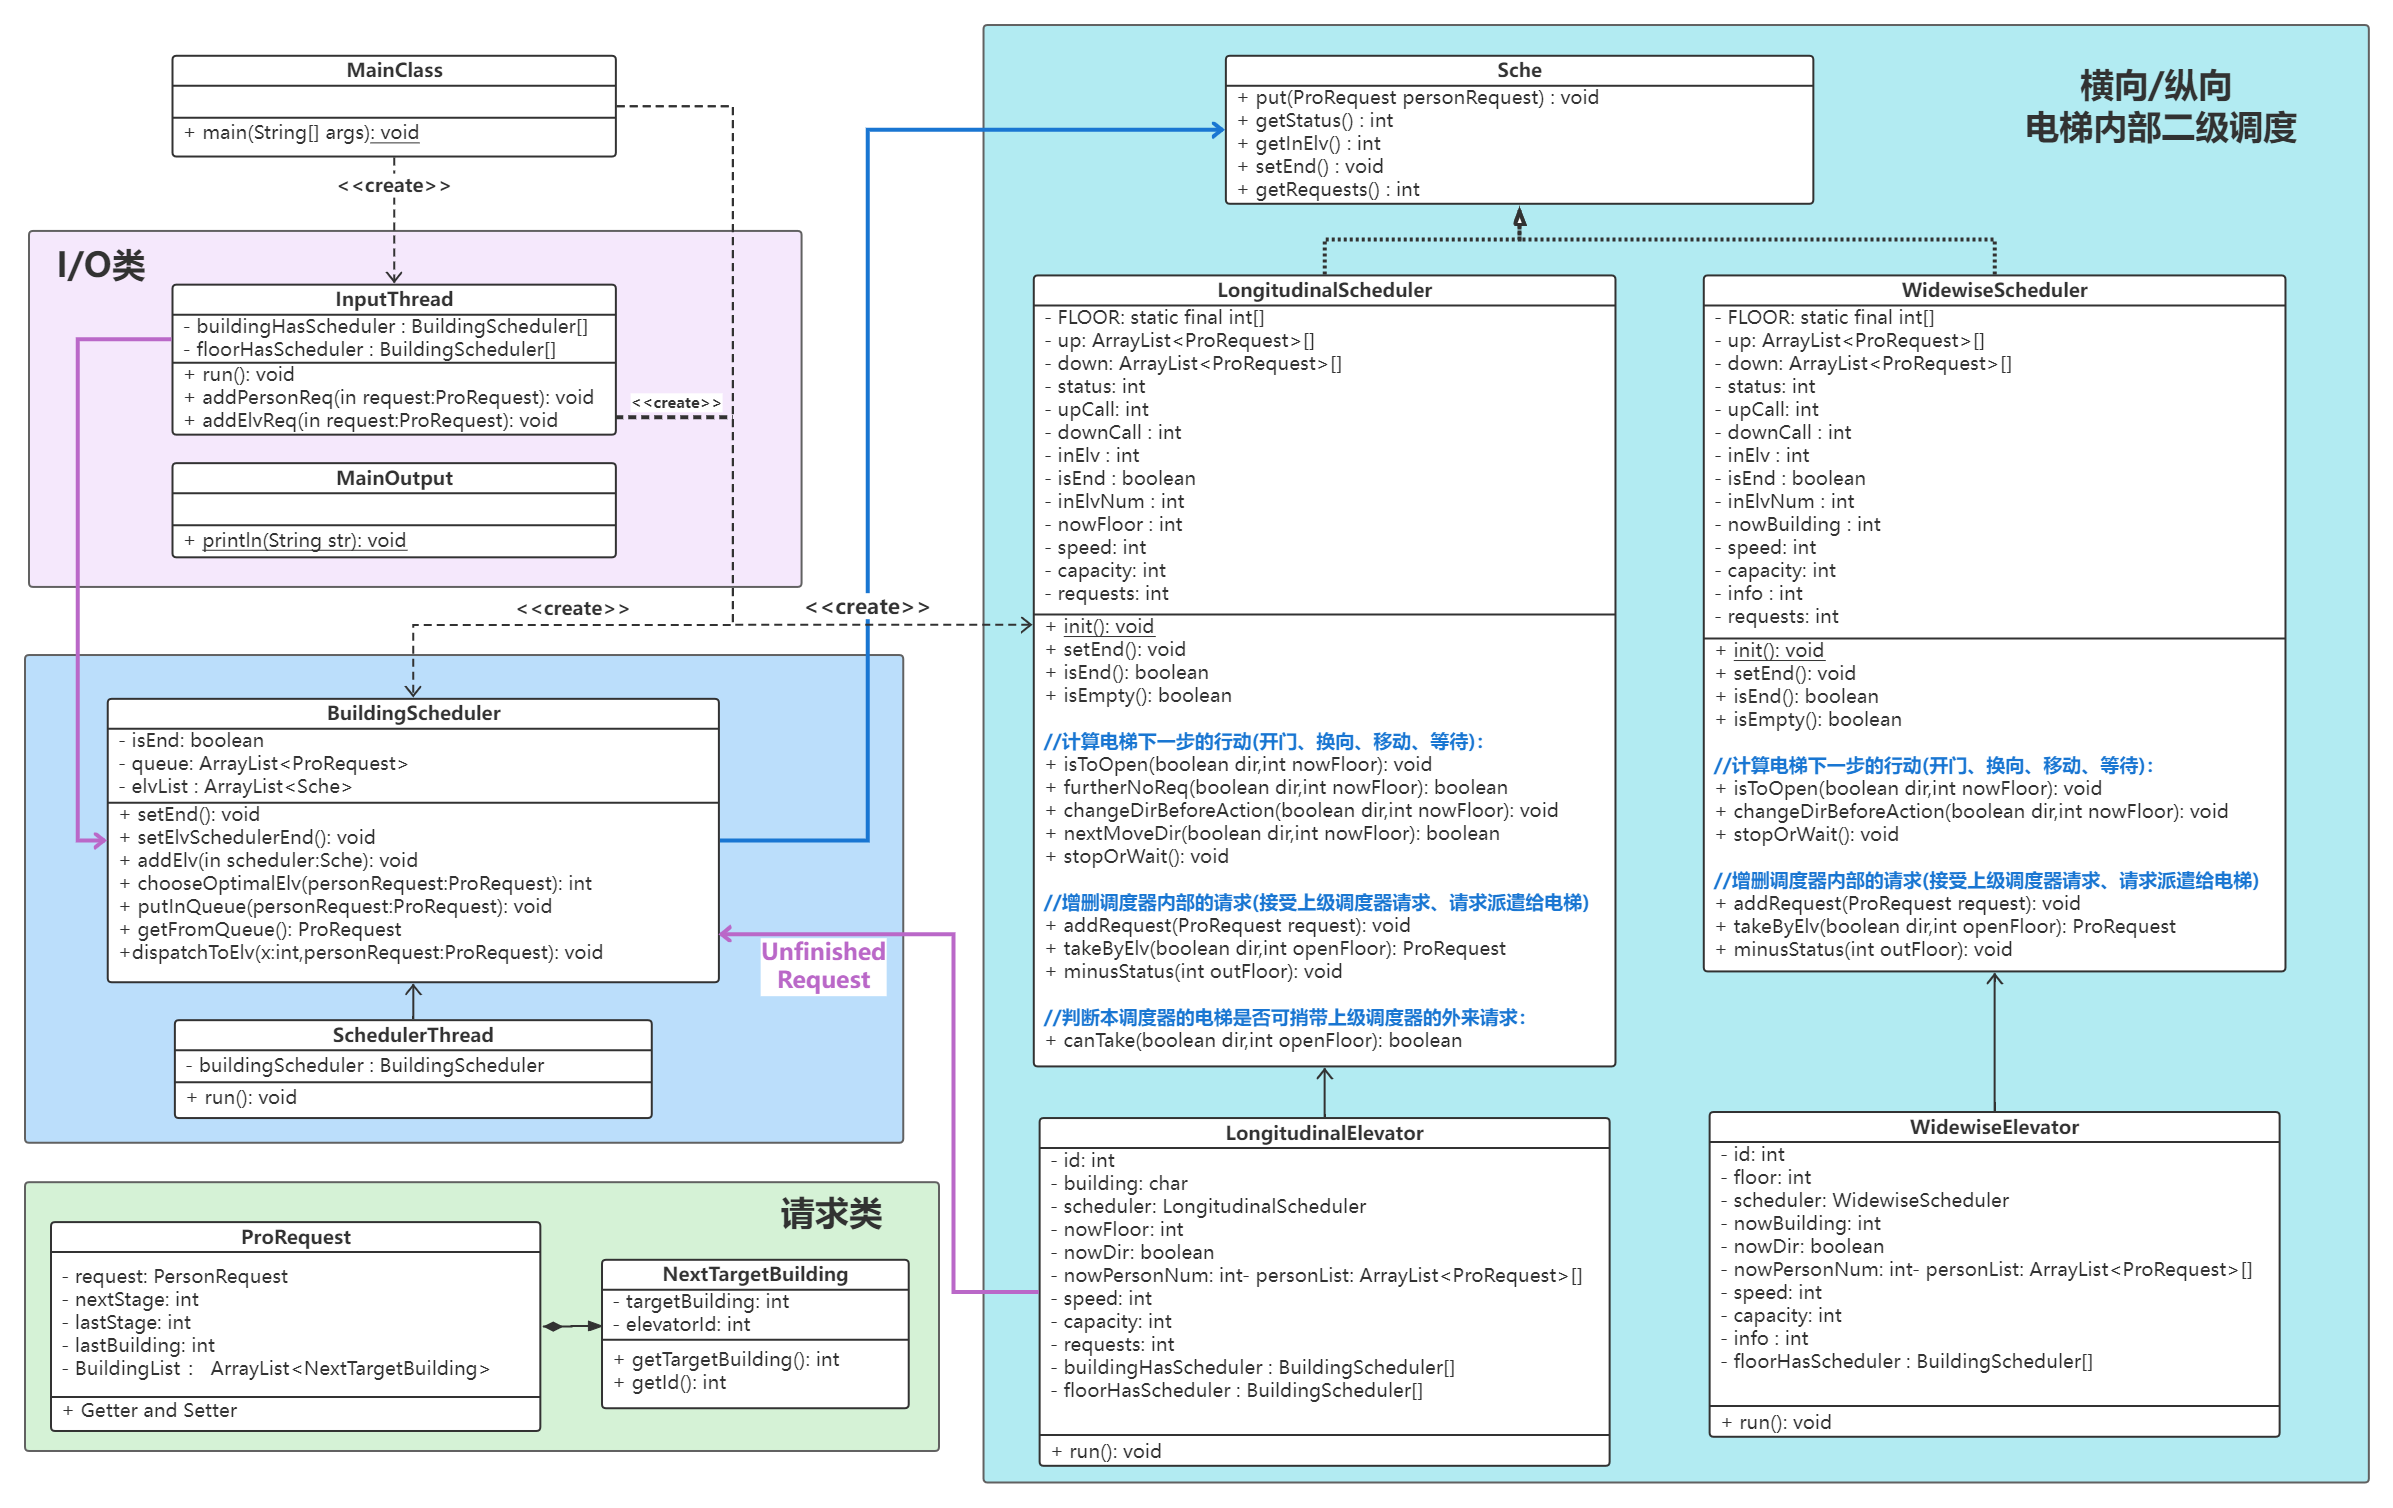 MainClass
+ main(String[] args): void
<<create>>
I/O类
InputThread
- buildingHasScheduler : BuildingScheduler[]
- floorHasScheduler : BuildingScheduler[]
+ run(): void
+ addPersonReq(in request:ProRequest): void
+ addElvReq(in request:ProRequest): void
<<create>>
MainOutput
+ println(String str): void
<<create>>
<<create>>
BuildingScheduler
- isEnd: boolean
- queue: ArrayList<ProRequest>
- elvList : ArrayList<Sche>
+ setEnd(): void
+ setElvSchedulerEnd(): void
+ addElv(in scheduler:Sche): void
+ chooseOptimalElv(personRequest:ProRequest): int
+ putInQueue(personRequest:ProRequest): void
+ getFromQueue(): ProRequest
+dispatchToElv(x:int,personRequest:ProRequest): void
Unfinished
Request
SchedulerThread
- buildingScheduler : BuildingScheduler
+ run(): void
请求类
ProRequest
- request: PersonRequest
- nextStage: int
- lastStage: int
- lastBuilding: int
- BuildingList :   ArrayList<NextTargetBuilding>
+ Getter and Setter
NextTargetBuilding
- targetBuilding: int
- elevatorId: int
+ getTargetBuilding(): int
+ getId(): int
横向/纵向
电梯内部二级调度
Sche
+ put(ProRequest personRequest) : void
+ getStatus() : int
+ getInElv() : int
+ setEnd() : void
+ getRequests() : int
LongitudinalScheduler
- FLOOR: static final int[]
- up: ArrayList<ProRequest>[]
- down: ArrayList<ProRequest>[]
- status: int
- upCall: int
- downCall : int
- inElv : int
- isEnd : boolean
- inElvNum : int
- nowFloor : int
- speed: int
- capacity: int
- requests: int
+ init(): void
+ setEnd(): void
+ isEnd(): boolean
+ isEmpty(): boolean
//计算电梯下一步的行动(开门、换向、移动、等待)：
+ isToOpen(boolean dir,int nowFloor): void
+ furtherNoReq(boolean dir,int nowFloor): boolean
+ changeDirBeforeAction(boolean dir,int nowFloor): void
+ nextMoveDir(boolean dir,int nowFloor): boolean
+ stopOrWait(): void
//增删调度器内部的请求(接受上级调度器请求、请求派遣给电梯)
+ addRequest(ProRequest request): void
+ takeByElv(boolean dir,int openFloor): ProRequest
+ minusStatus(int outFloor): void
//判断本调度器的电梯是否可捎带上级调度器的外来请求：
+ canTake(boolean dir,int openFloor): boolean
WidewiseScheduler
- FLOOR: static final int[]
- up: ArrayList<ProRequest>[]
- down: ArrayList<ProRequest>[]
- status: int
- upCall: int
- downCall : int
- inElv : int
- isEnd : boolean
- inElvNum : int
- nowBuilding : int
- speed: int
- capacity: int
- info : int
- requests: int
+ init(): void
+ setEnd(): void
+ isEnd(): boolean
+ isEmpty(): boolean
//计算电梯下一步的行动(开门、换向、移动、等待)：
+ isToOpen(boolean dir,int nowFloor): void
+ changeDirBeforeAction(boolean dir,int nowFloor): void
+ stopOrWait(): void
//增删调度器内部的请求(接受上级调度器请求、请求派遣给电梯)
+ addRequest(ProRequest request): void
+ takeByElv(boolean dir,int openFloor): ProRequest
+ minusStatus(int outFloor): void
LongitudinalElevator
- id: int
- building: char
- scheduler: LongitudinalScheduler
- nowFloor: int
- nowDir: boolean
- nowPersonNum: int- personList: ArrayList<ProRequest>[]
- speed: int
- capacity: int
- requests: int
- buildingHasScheduler : BuildingScheduler[]
- floorHasScheduler : BuildingScheduler[]
+ run(): void
WidewiseElevator
- id: int
- floor: int
- scheduler: WidewiseScheduler
- nowBuilding: int
- nowDir: boolean
- nowPersonNum: int- personList: ArrayList<ProRequest>[]
- speed: int
- capacity: int
- info : int
- floorHasScheduler : BuildingScheduler[]
+ run(): void